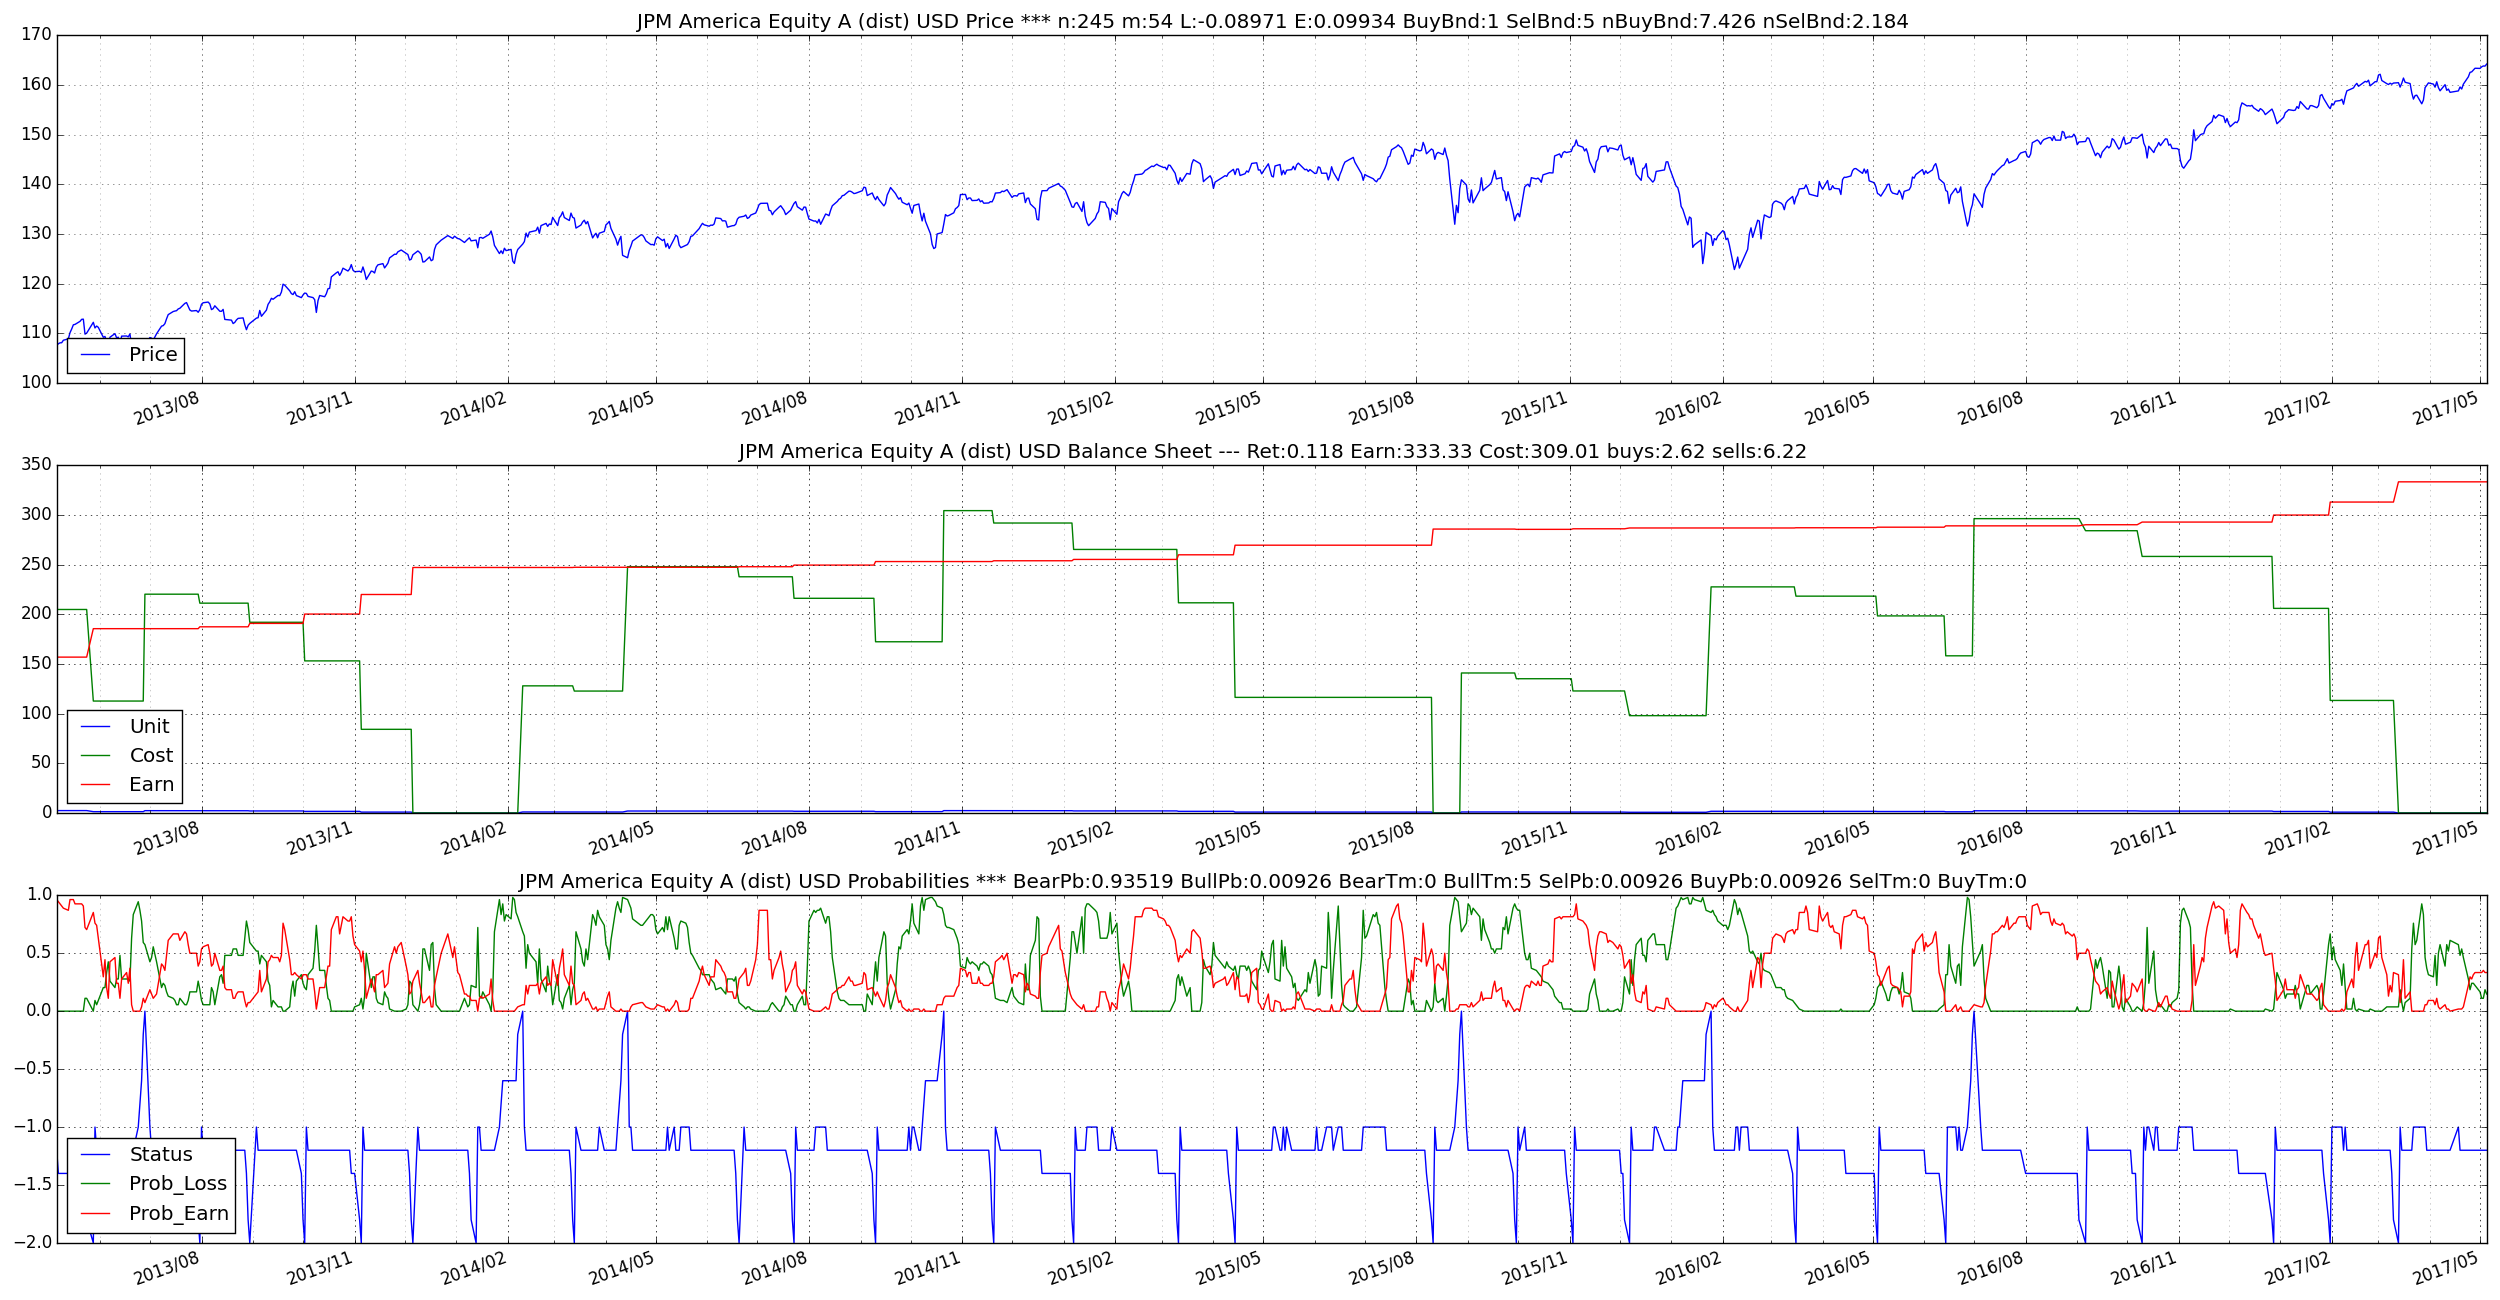 JPM America Equity A (dist) USD Price *** n:245 m:54 L:-0.08971 E:0.09934 BuyBnd:1 SelBnd:5 nBuyBnd:7.426 nSelBnd:2.184
170
160
150
140
130
120
110
100
Price
2013/08 2013/11 2014/02 2014/05 2014/08 2014/11 2015/02 2015/05 2015/08 2015/11 2016/02 2016/05 2016/08 2016/11 2017/02 2017/05
JPM America Equity A (dist) USD Balance Sheet --- Ret:0.118 Earn:333.33 Cost:309.01 buys:2.62 sells:6.22
350
300
250
200
150
100
50
0
Unit
Cost
Earn
2013/08 2013/11 2014/02 2014/05 2014/08 2014/11 2015/02 2015/05 2015/08 2015/11 2016/02 2016/05 2016/08 2016/11 2017/02 2017/05
JPM America Equity A (dist) USD Probabilities *** BearPb:0.93519 BullPb:0.00926 BearTm:0 BullTm:5 SelPb:0.00926 BuyPb:0.00926 SelTm:0 BuyTm:0
1.0
0.5
0.0
−0.5
−1.0
−1.5
−2.0
Status
Prob_Loss
Prob_Earn
2013/08 2013/11 2014/02 2014/05 2014/08 2014/11 2015/02 2015/05 2015/08 2015/11 2016/02 2016/05 2016/08 2016/11 2017/02 2017/05